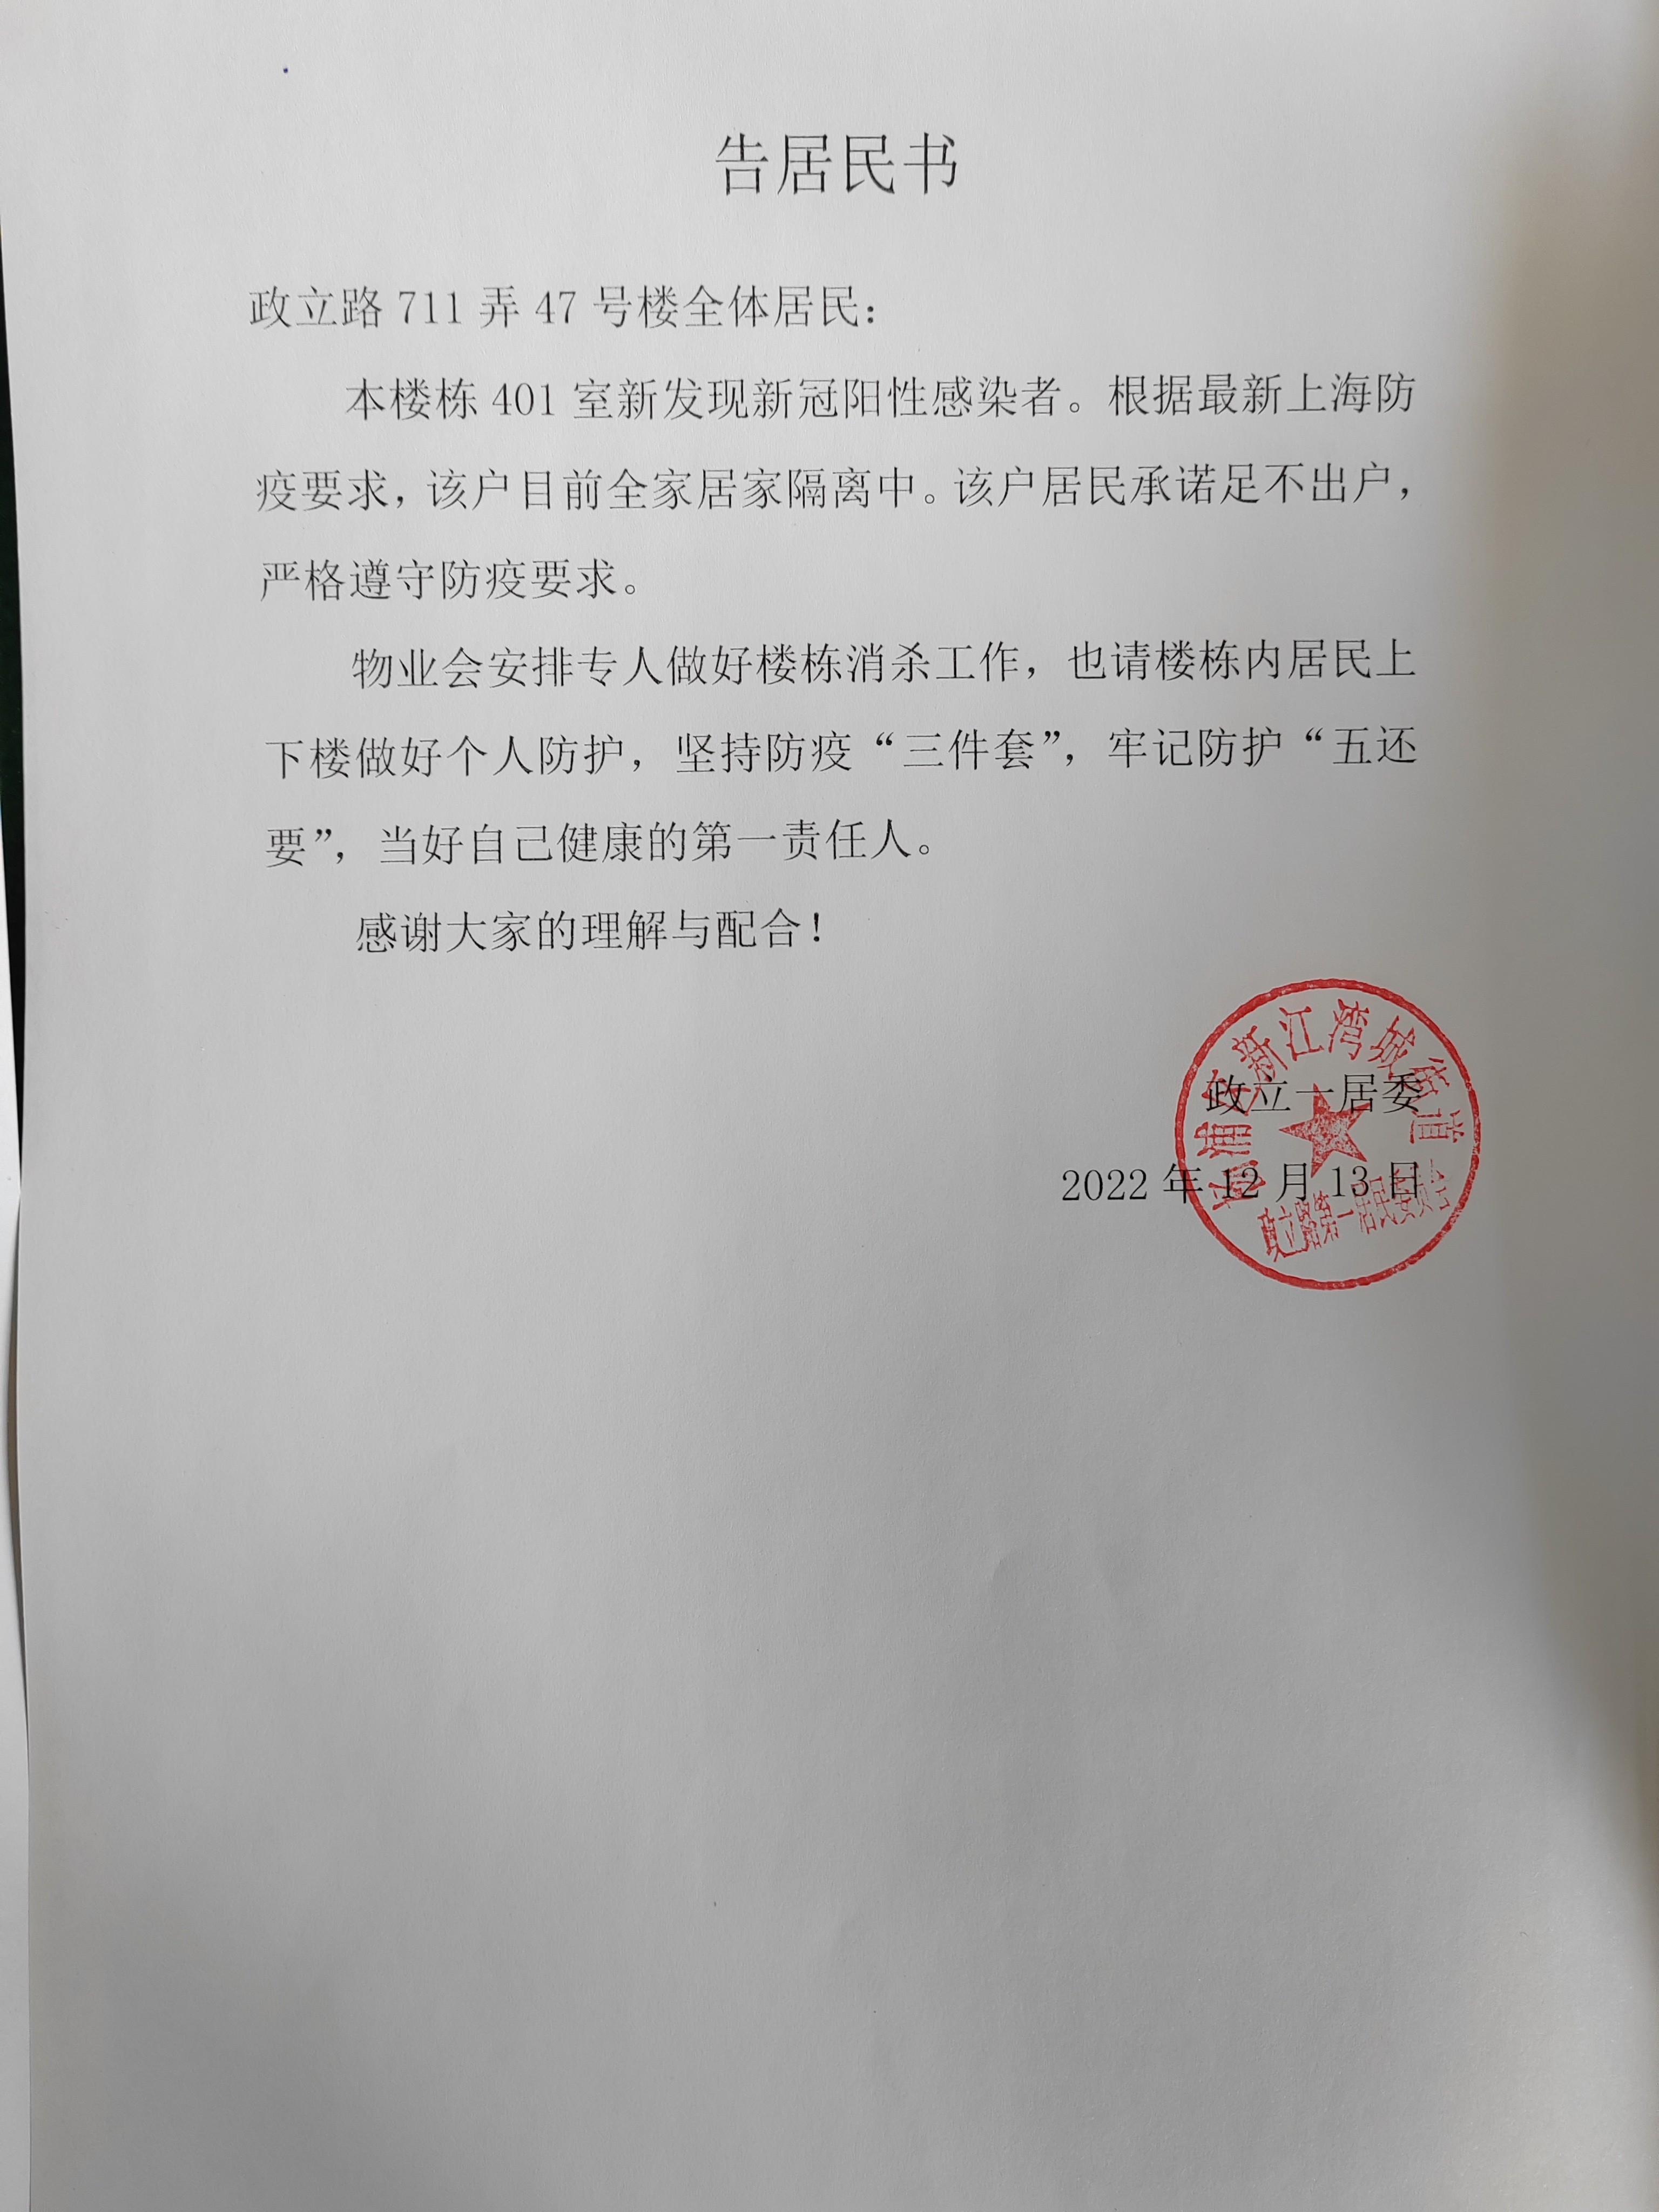 告居民书
政立路 711 弄 47 号楼全体居民：
本楼栋 401 室新发现新冠阳性感染者。根据最新上海防
疫要求，该户目前全家居家隔离中。该户居民承诺足不出户，
严格遵守防疫要求。
物业会安排专人做好楼栋消杀工作，也请楼栋内居民上
下楼做好个人防护，坚持防疫“三件套”，牢记防护“五还
要”，当好自己健康的第一责任人。
感谢大家的理解与配合！
政立一居委
2022 年 12 月 13 日
杨浦区新江湾城街道
政立路第一居民委员会